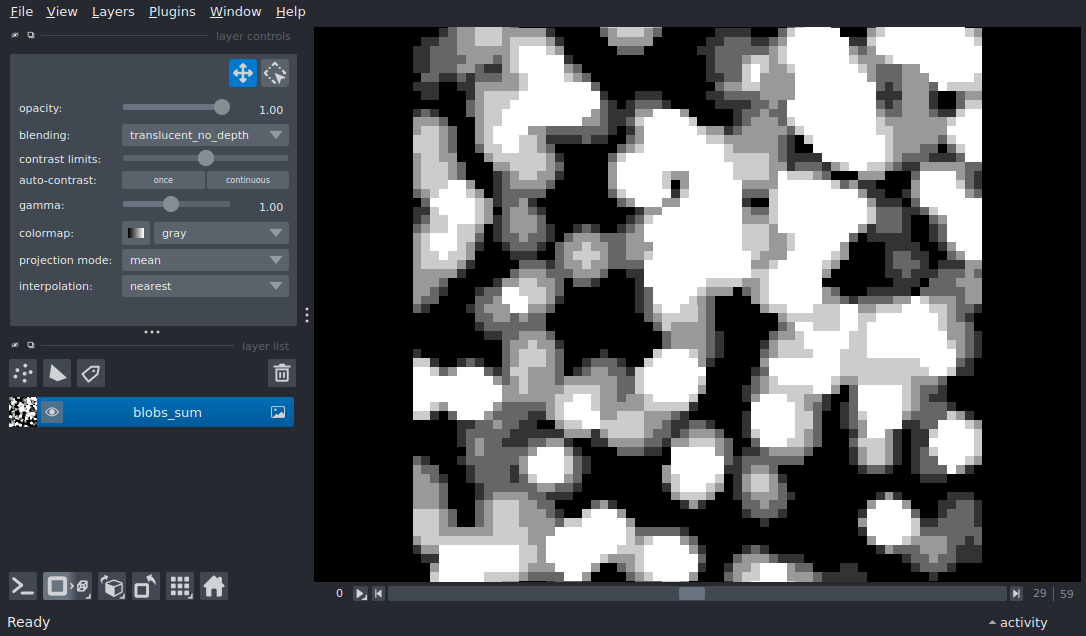 File View Layers Plugins Window Help
layer controls
opacity: 1.00
blending: translucent_no_depth
contrast limits:
auto-contrast: once continuous
gamma: 1.00
colormap: gray
projection mode: mean
interpolation: nearest
layer list
blobs_sum
0 29 59
Ready activity